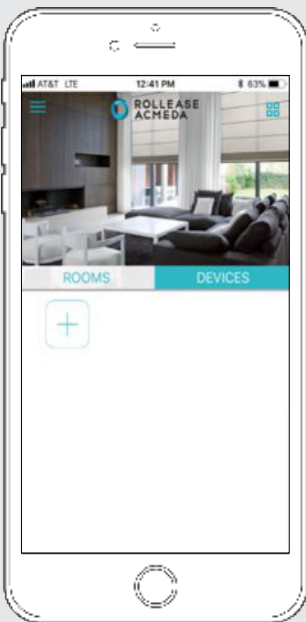 AT&T LTE 12:41 PM 63%
ROLLEASE
ACMEDA
ROOMS DEVICES